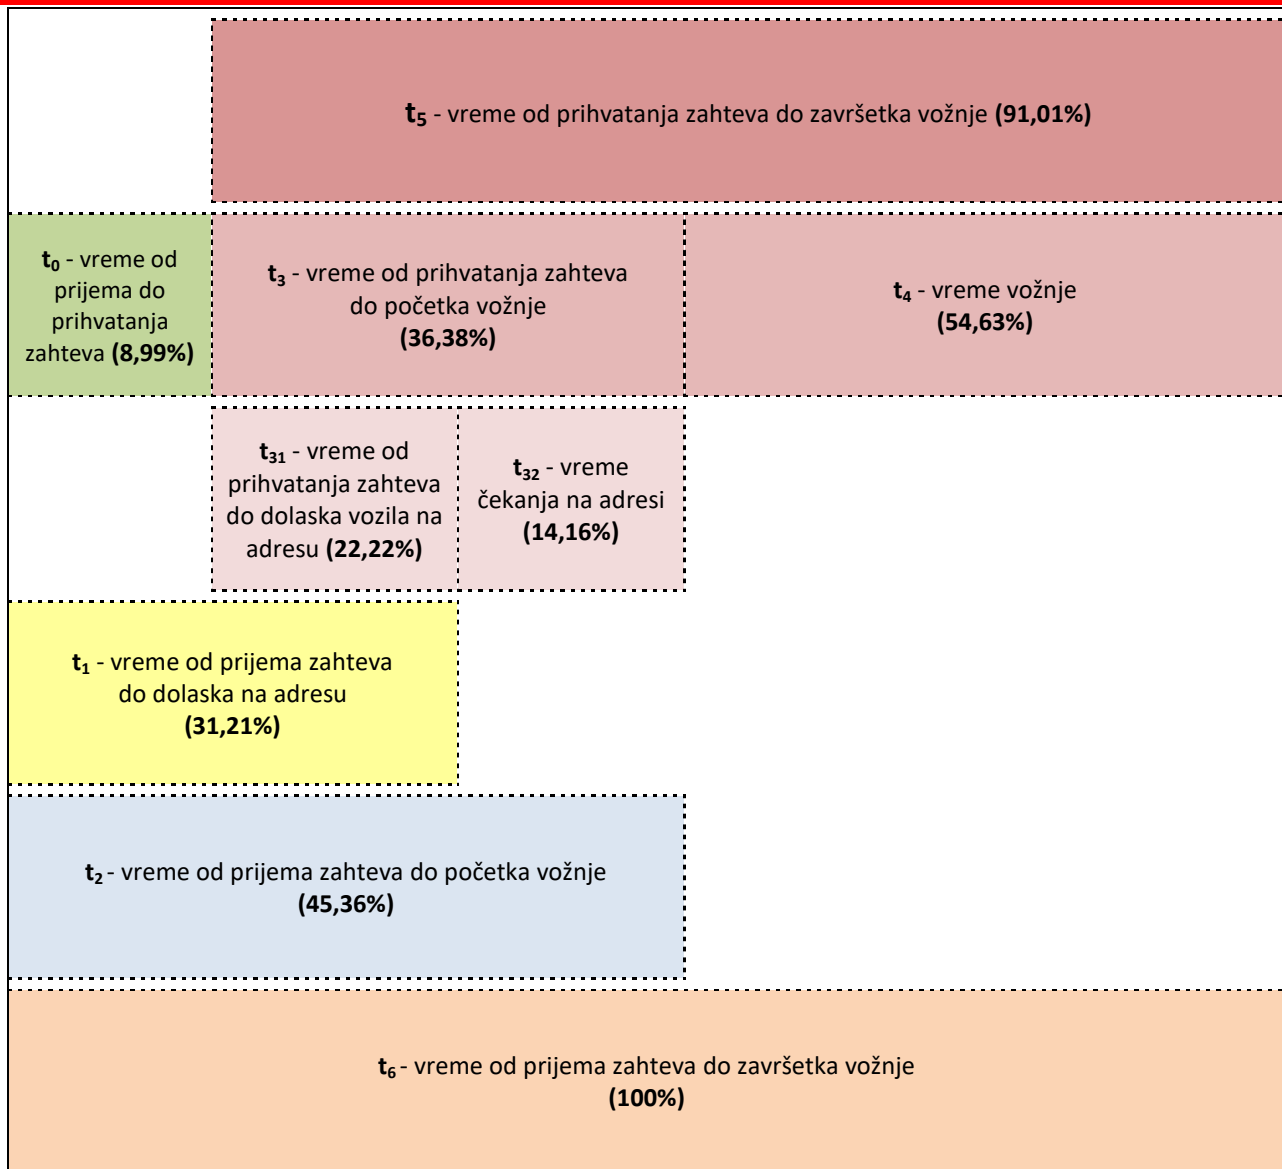 t5 - vreme od prihvatanja zahteva do završetka vožnje (91,01%)
t0 - vreme od
prijema do
prihvatanja
zahteva (8,99%)
t3 - vreme od prihvatanja zahteva
do početka vožnje
(36,38%)
t4 - vreme vožnje
(54,63%)
t31 - vreme od
prihvatanja zahteva
do dolaska vozila na
adresu (22,22%)
t32 - vreme
čekanja na adresi
(14,16%)
t1 - vreme od prijema zahteva
do dolaska na adresu
(31,21%)
t2 - vreme od prijema zahteva do početka vožnje
(45,36%)
t6 - vreme od prijema zahteva do završetka vožnje
(100%)